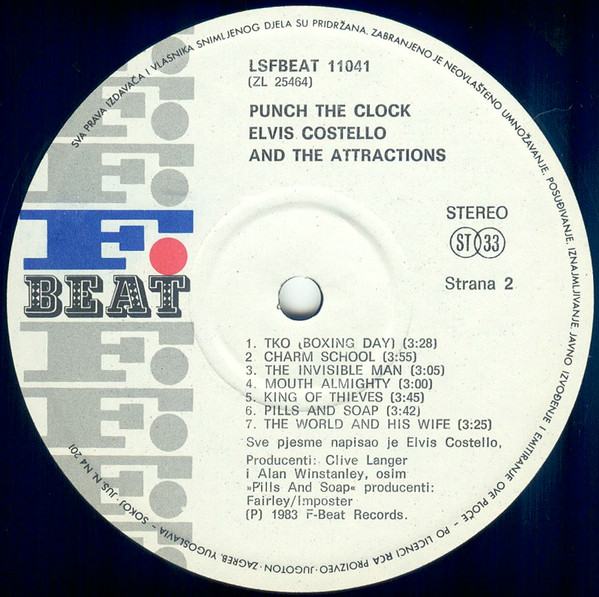 SVA PRAVA IZDAVAČA I VLASNIKA SNIMLJENOG DJELA SU PRIDRŽANA. ZABRANJENO JE NEOVLAŠTENO UMNOŽAVANJE, POSUĐIVANJE, IZNAJMLJIVANJE, JAVNO IZVOĐENJE I EMITIRANJE OVE PLOČE - PO LICENCI RCA PROIZVEO·JUGOTON·ZAGREB, YUGOSLAVIA - SOKOJ · JUS. N. N4 201
LSFBEAT 11041
(ZL 25464)
PUNCH THE CLOCK
ELVIS COSTELLO
AND THE ATTRACTIONS
F.
BEAT
STEREO
ST 33
Strana 2
1. TKO (BOXING DAY) (3:28)
2 CHARM SCHOOL (3:55)
3. THE INVISIBLE MAN (3:05)
4. MOUTH ALMIGHTY (3:00)
5. KING OF THIEVES (3:45)
6. PILLS AND SOAP (3:42)
7. THE WORLD AND HIS WIFE (3:25)
Sve pjesme napisao je Elvis Costello,
Producenti: Clive Langer
i Alan Winstanley, osim
»Pills And Soap« producenti:
Fairley/Imposter
(P) 1983 F-Beat Records.